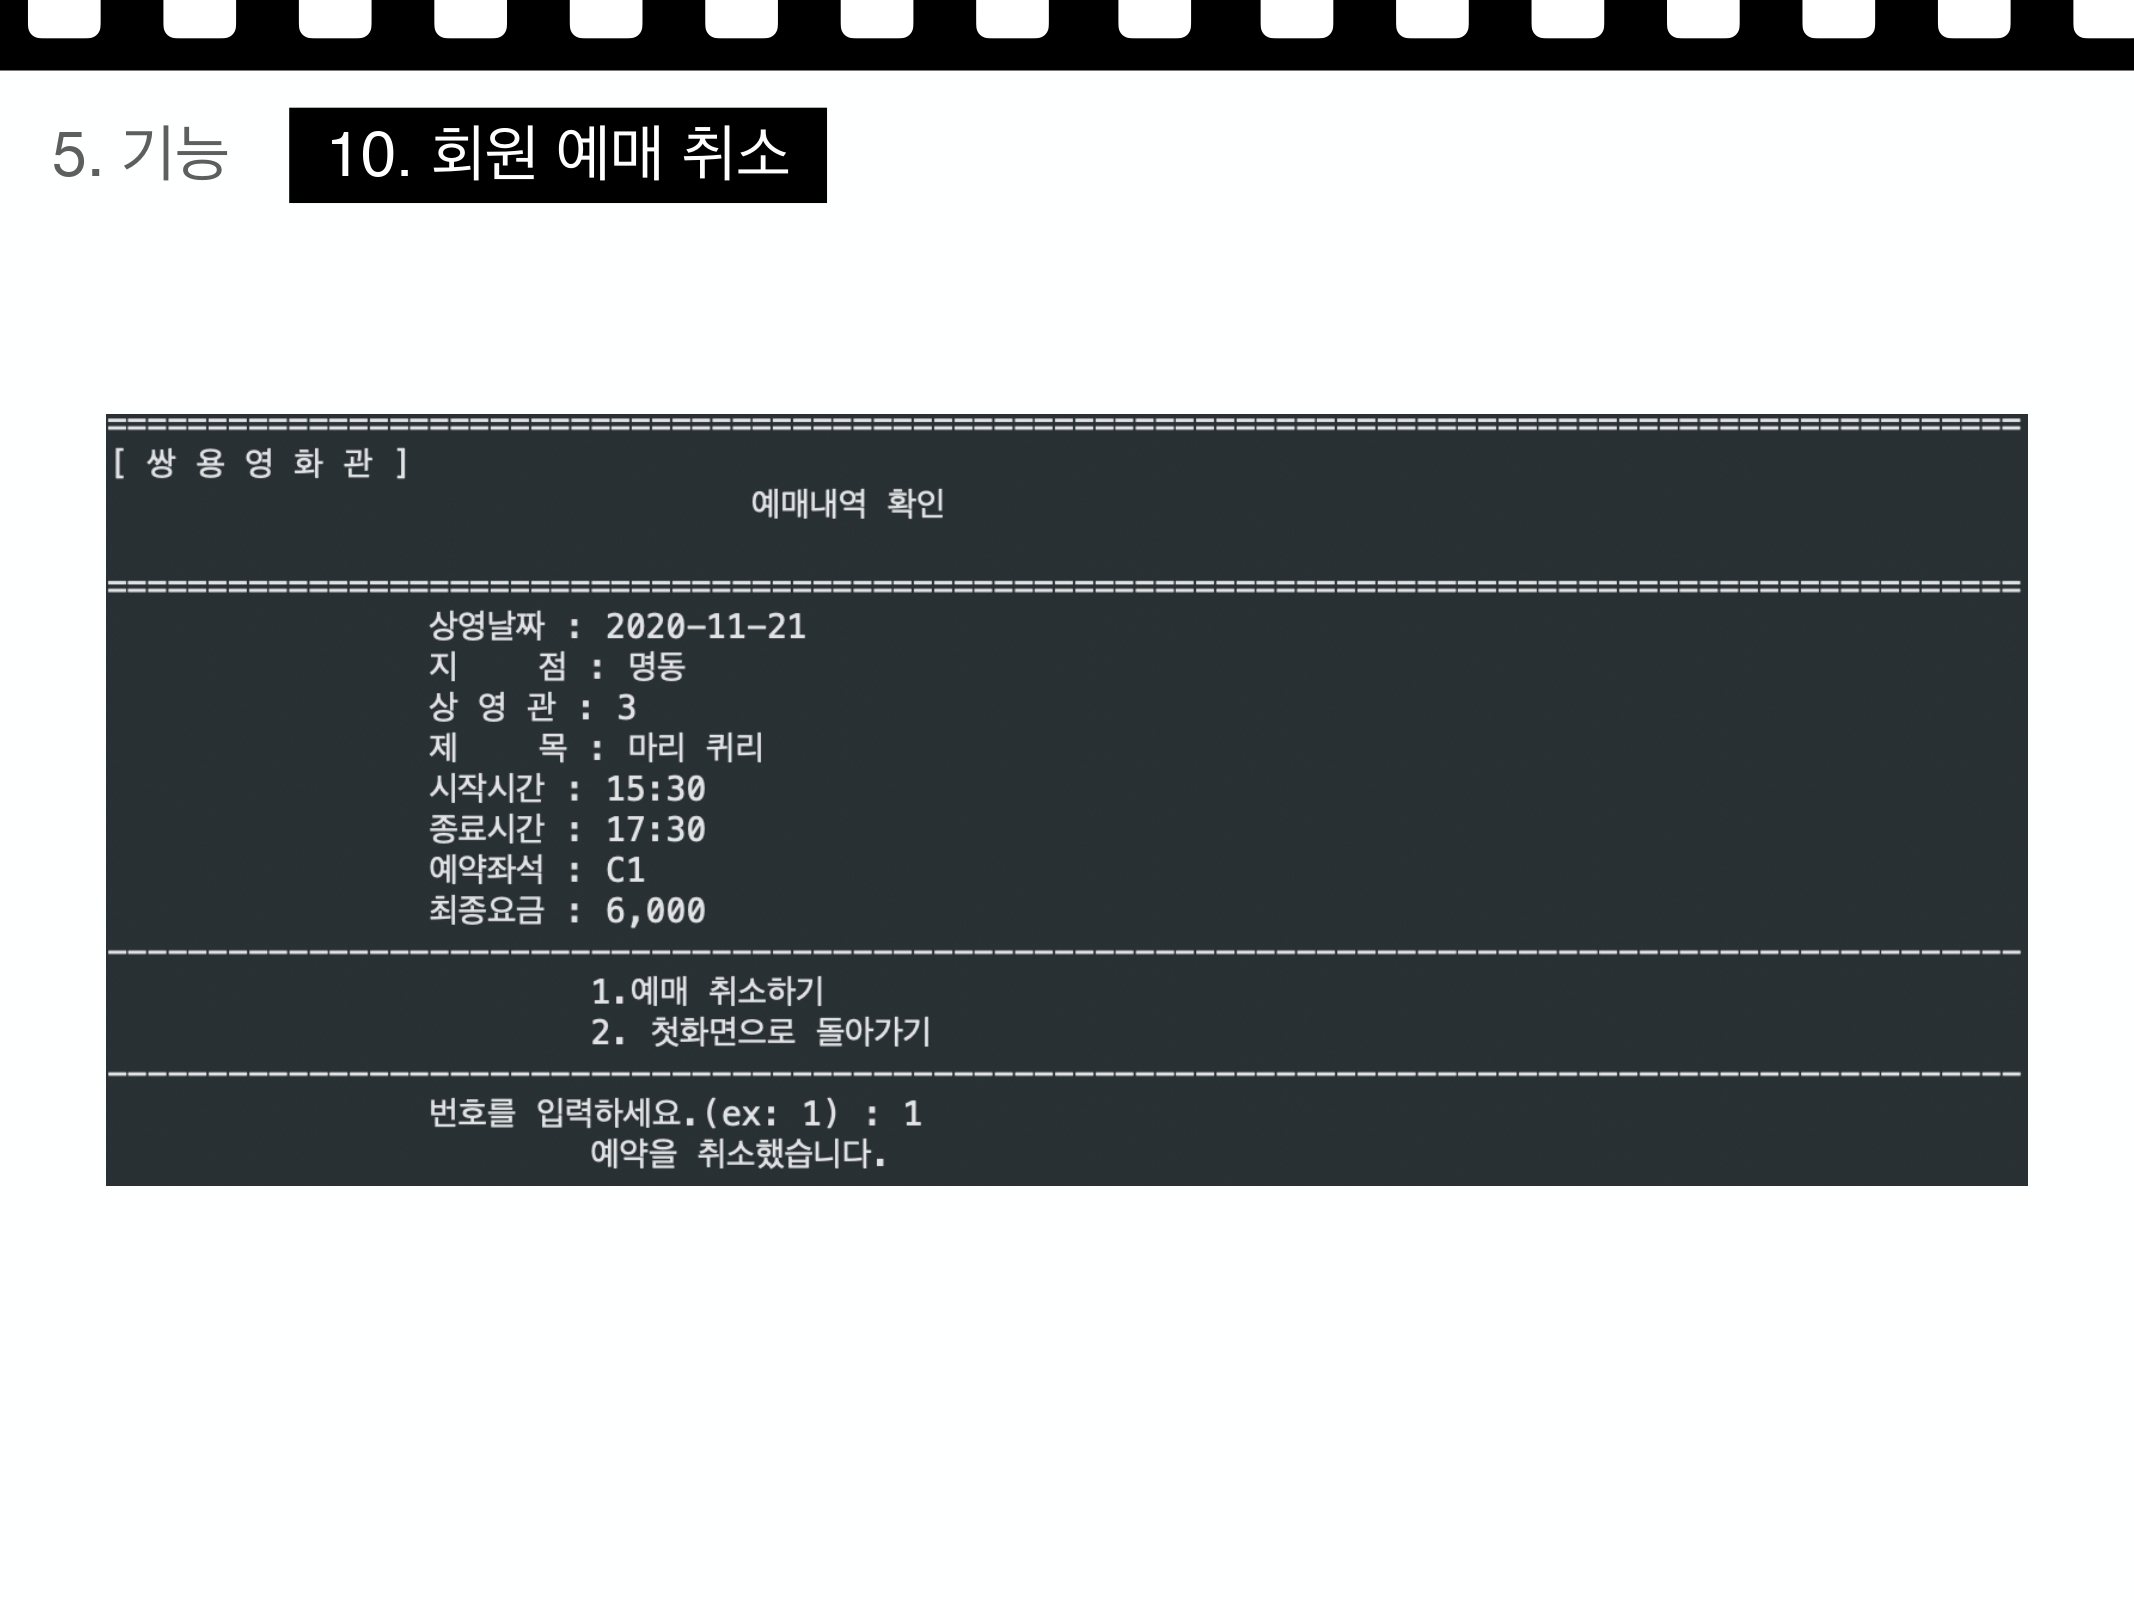 5. 기능
10. 회원 예매 취소
===============================================================================================
[ 쌍 용 영 화 관 ]
예매내역 확인
===============================================================================================
상영날짜 : 2020-11-21
지    점 : 명동
상 영 관 : 3
제    목 : 마리 퀴리
시작시간 : 15:30
종료시간 : 17:30
예약좌석 : C1
최종요금 : 6,000
-----------------------------------------------------------------------------------------------
1.예매 취소하기
2. 첫화면으로 돌아가기
-----------------------------------------------------------------------------------------------
번호를 입력하세요.(ex: 1) : 1
예약을 취소했습니다.